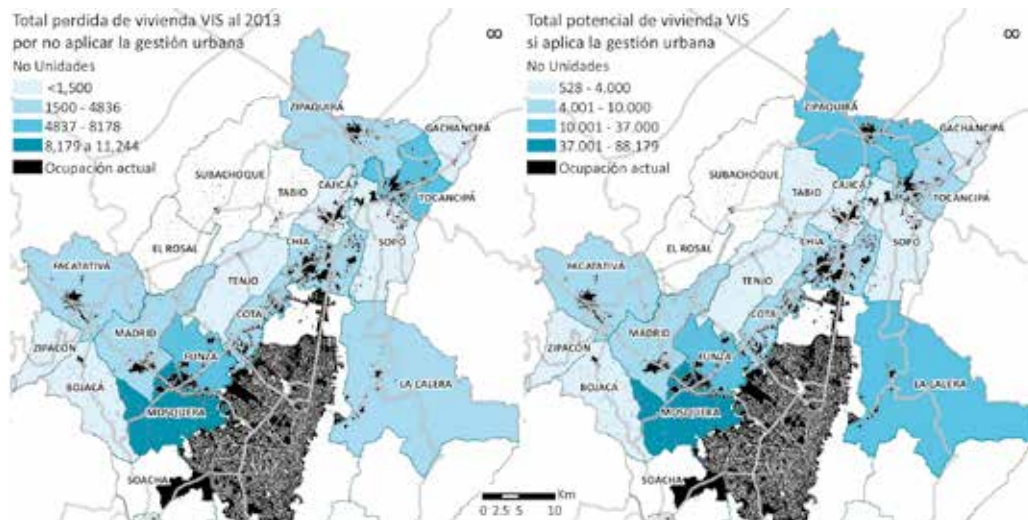 Total perdida de vivienda VIS al 2013
por no aplicar la gestión urbana
No Unidades
<1,500
1500 - 4836
4837 - 8178
8,179 a 11,244
Ocupación actual
ZIPAQUIRÁ
GACHANCIPÁ
SUBACHOQUE
TABIO
CAJICÁ
TOCANCIPÁ
EL ROSAL
CHIA
SOPÓ
FACATATIVÁ
TENJO
MADRID
COTA
ZIPACÓN
FUNZA
BOJACÁ
LA CALERA
MOSQUERA
SOACHA
Total potencial de vivienda VIS
si aplica la gestión urbana
No Unidades
528 - 4.000
4.001 - 10.000
10.001 - 37.000
37.001 - 88,179
Ocupación actual
ZIPAQUIRÁ
GACHANCIPÁ
SUBACHOQUE
TABIO
CAJICÁ
TOCANCIPÁ
EL ROSAL
CHIA
SOPÓ
FACATATIVÁ
TENJO
MADRID
COTA
ZIPACÓN
FUNZA
BOJACÁ
LA CALERA
MOSQUERA
SOACHA
Km
0 2.5 5 10